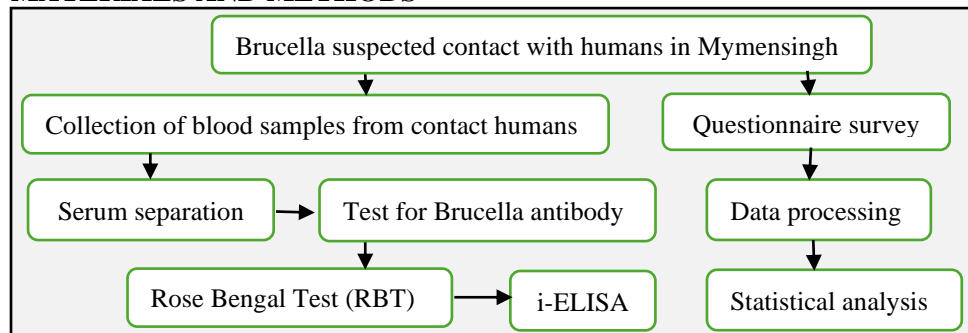 MATERIALS AND METHODS
Brucella suspected contact with humans in Mymensingh
Collection of blood samples from contact humans
Questionnaire survey
Serum separation
Test for Brucella antibody
Data processing
Rose Bengal Test (RBT)
i-ELISA
Statistical analysis